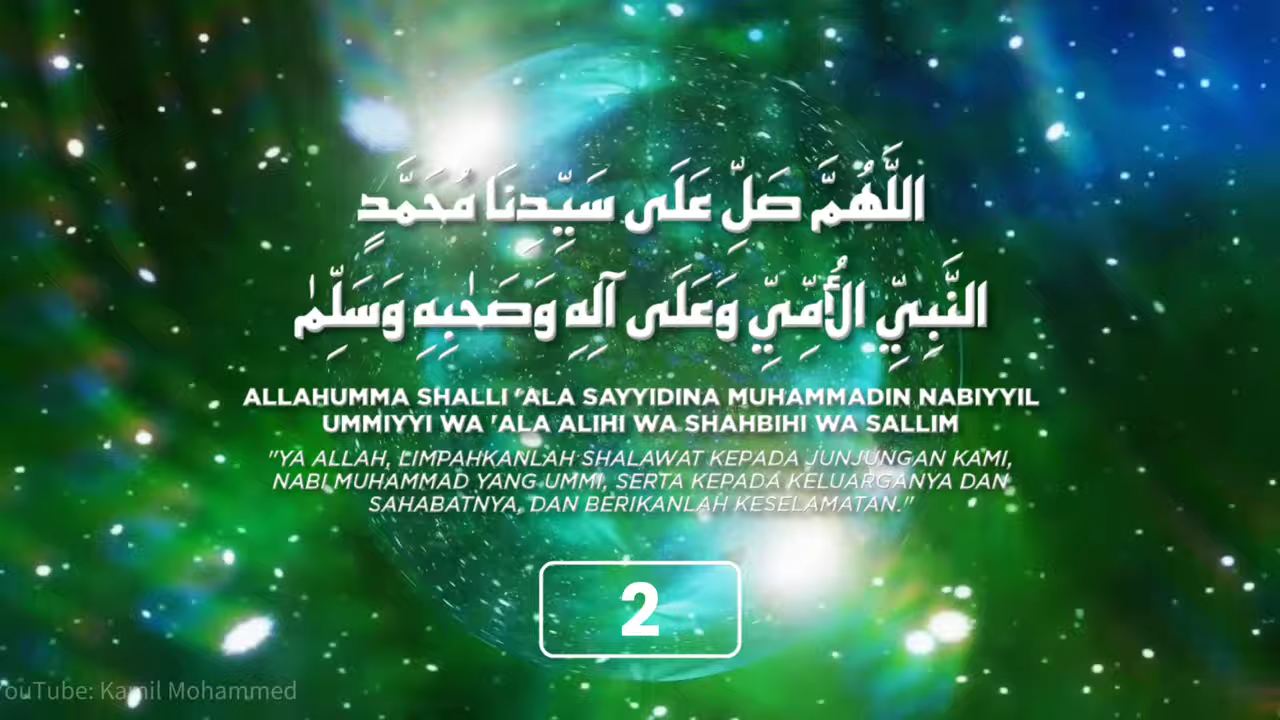 اللَّهُمَّ صَلِّ عَلَى سَيِّدِنَا مُحَمَّدٍ
النَّبِيِّ الأُمِّيِّ وَعَلَى آلِهِ وَصَحْبِهِ وَسَلِّمْ
ALLAHUMMA SHALLI 'ALA SAYYIDINA MUHAMMADIN NABIYYIL
UMMIYYI WA 'ALA ALIHI WA SHAHBIHI WA SALLIM
"YA ALLAH, LIMPAHKANLAH SHALAWAT KEPADA JUNJUNGAN KAMI,
NABI MUHAMMAD YANG UMMI, SERTA KEPADA KELUARGANYA DAN
SAHABATNYA, DAN BERIKANLAH KESELAMATAN."
2
ouTube: Kamil Mohammed